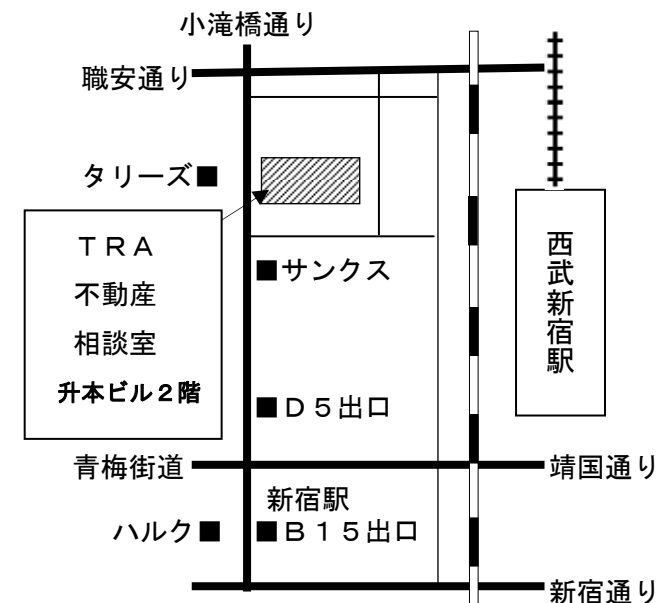 小滝橋通り
職安通り
タリーズ■
ＴＲＡ
不動産
相談室
升本ビル２階
■サンクス
西武新宿駅
■Ｄ５出口
青梅街道
靖国通り
新宿駅
ハルク■
■Ｂ１５出口
新宿通り